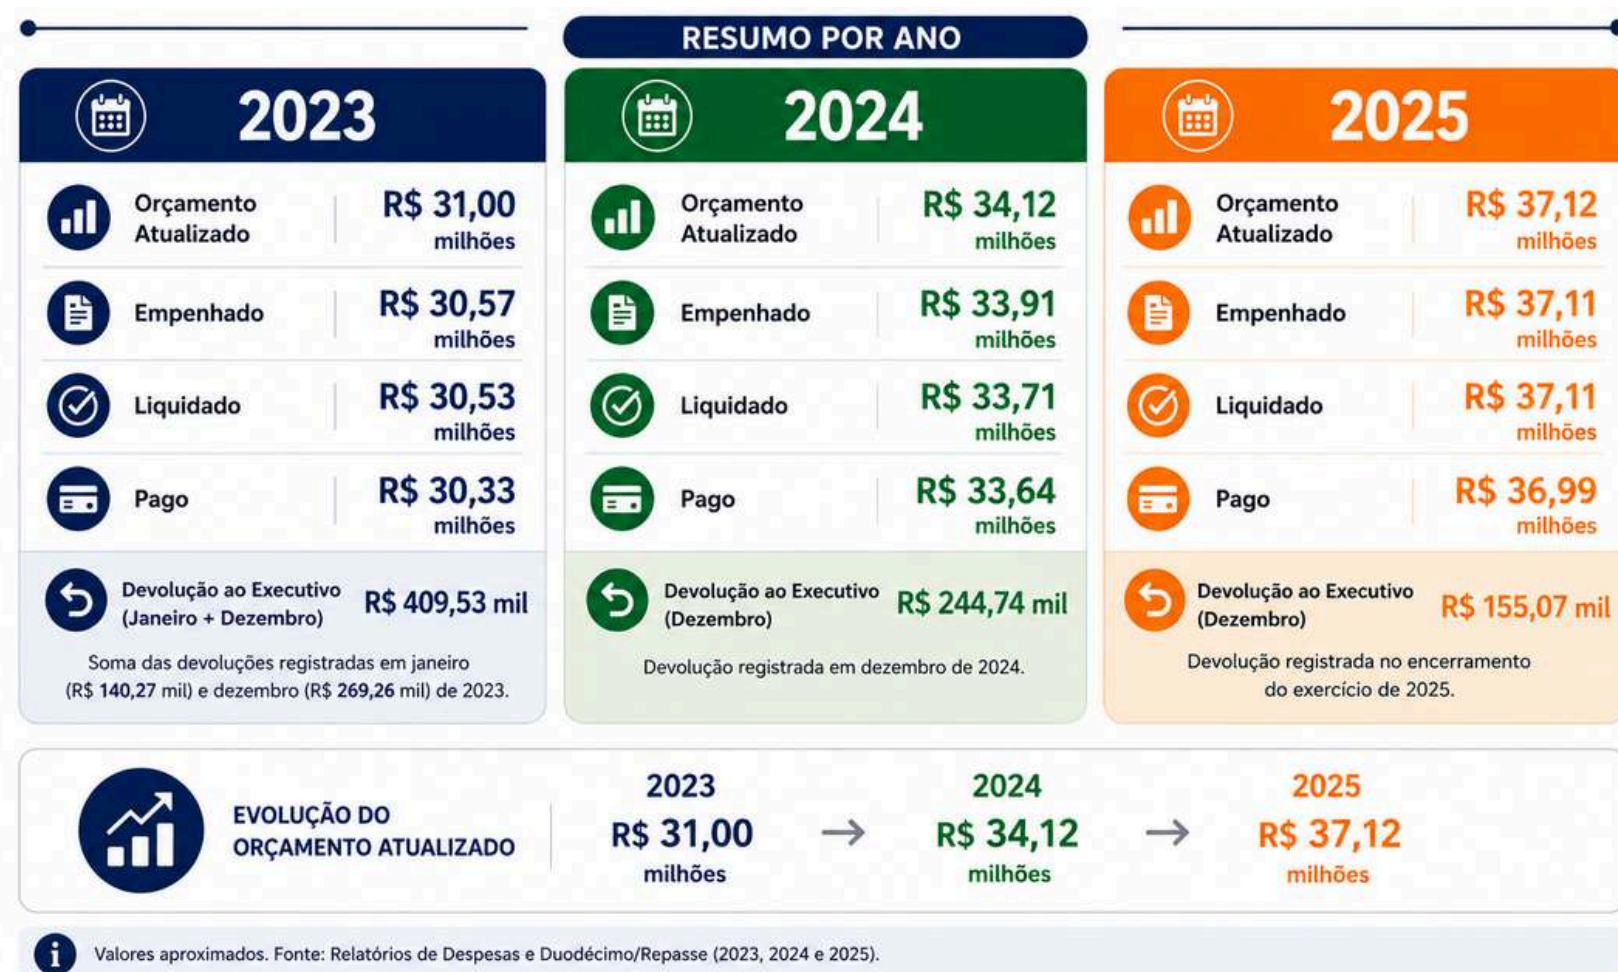 RESUMO POR ANO
2023
Orçamento
Atualizado
R$ 31,00
milhões
Empenhado
R$ 30,57
milhões
Liquidado
R$ 30,53
milhões
Pago
R$ 30,33
milhões
Devolução ao Executivo
(Janeiro + Dezembro)
R$ 409,53 mil
Soma das devoluções registradas em janeiro
(R$ 140,27 mil) e dezembro (R$ 269,26 mil) de 2023.
2024
Orçamento
Atualizado
R$ 34,12
milhões
Empenhado
R$ 33,91
milhões
Liquidado
R$ 33,71
milhões
Pago
R$ 33,64
milhões
Devolução ao Executivo
(Dezembro)
R$ 244,74 mil
Devolução registrada em dezembro de 2024.
2025
Orçamento
Atualizado
R$ 37,12
milhões
Empenhado
R$ 37,11
milhões
Liquidado
R$ 37,11
milhões
Pago
R$ 36,99
milhões
Devolução ao Executivo
(Dezembro)
R$ 155,07 mil
Devolução registrada no encerramento
do exercício de 2025.
EVOLUÇÃO DO
ORÇAMENTO ATUALIZADO
2023
R$ 31,00
milhões
→
2024
R$ 34,12
milhões
→
2025
R$ 37,12
milhões
i
Valores aproximados. Fonte: Relatórios de Despesas e Duodécimo/Repasse (2023, 2024 e 2025).